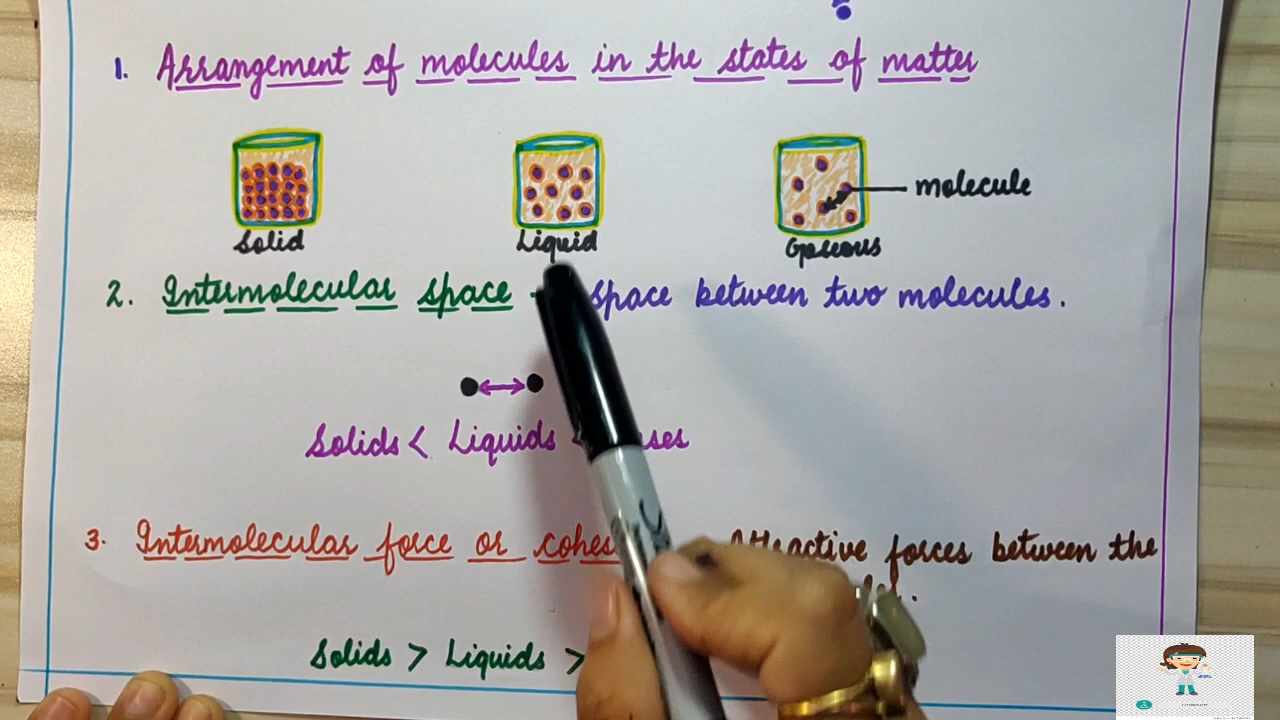 1. Arrangement of molecules in the states of matter
molecule
Solid Liquid Gaseous
2. Intermolecular space - space between two molecules.
Solids < Liquids <
3. Intermolecular force or Attractive forces between the
Solids > Liquids >